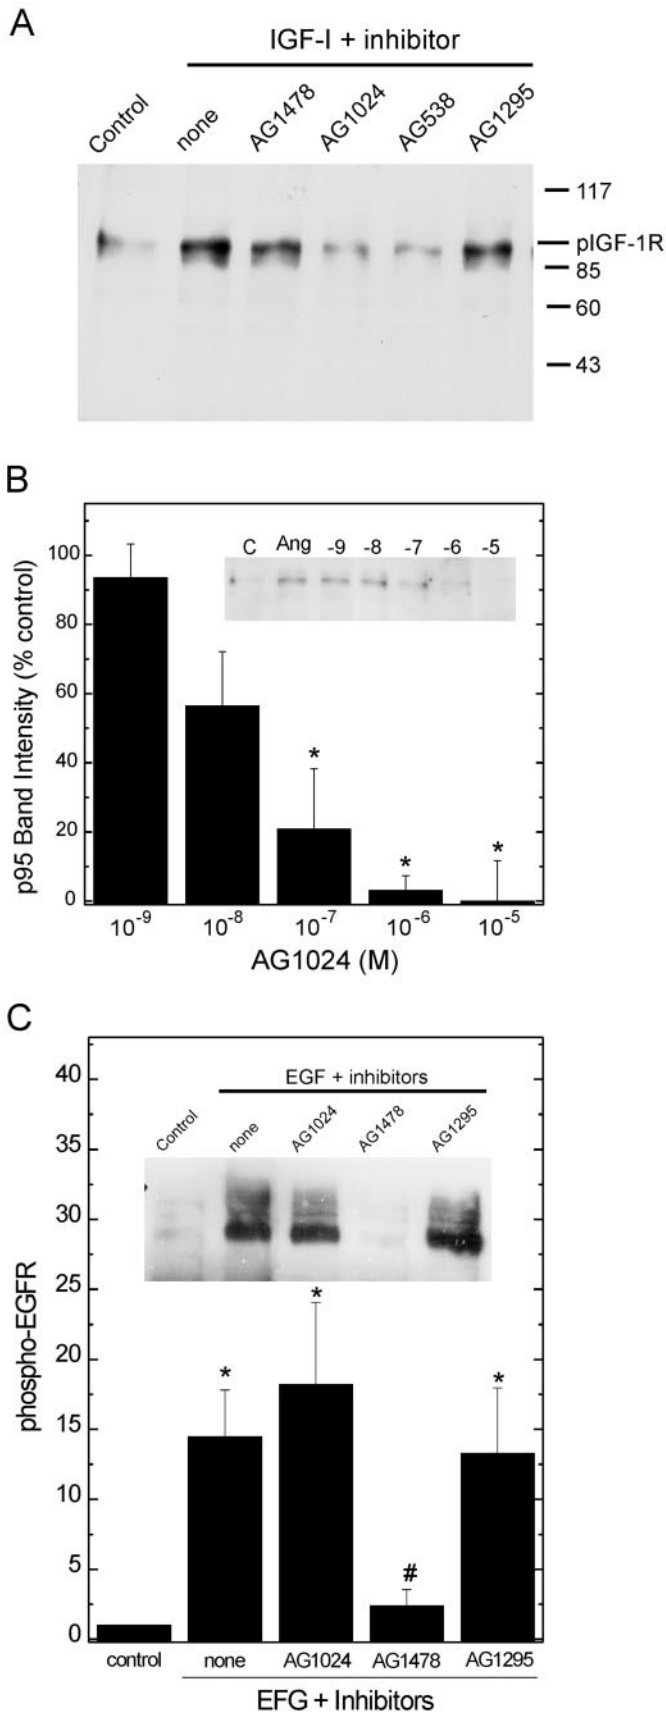 A
IGF-I + inhibitor
Control none AG1478 AG1024 AG538 AG1295
117
pIGF-1R
85
60
43
B
p95 Band Intensity (% control)
100
80
60
40
20
0
C Ang -9 -8 -7 -6 -5
*
*
*
10-9 10-8 10-7 10-6 10-5
AG1024 (M)
C
phospho-EGFR
40
35
30
25
20
15
10
5
0
EGF + inhibitors
Control none AG1024 AG1478 AG1295
*
*
#
*
control none AG1024 AG1478 AG1295
EFG + Inhibitors